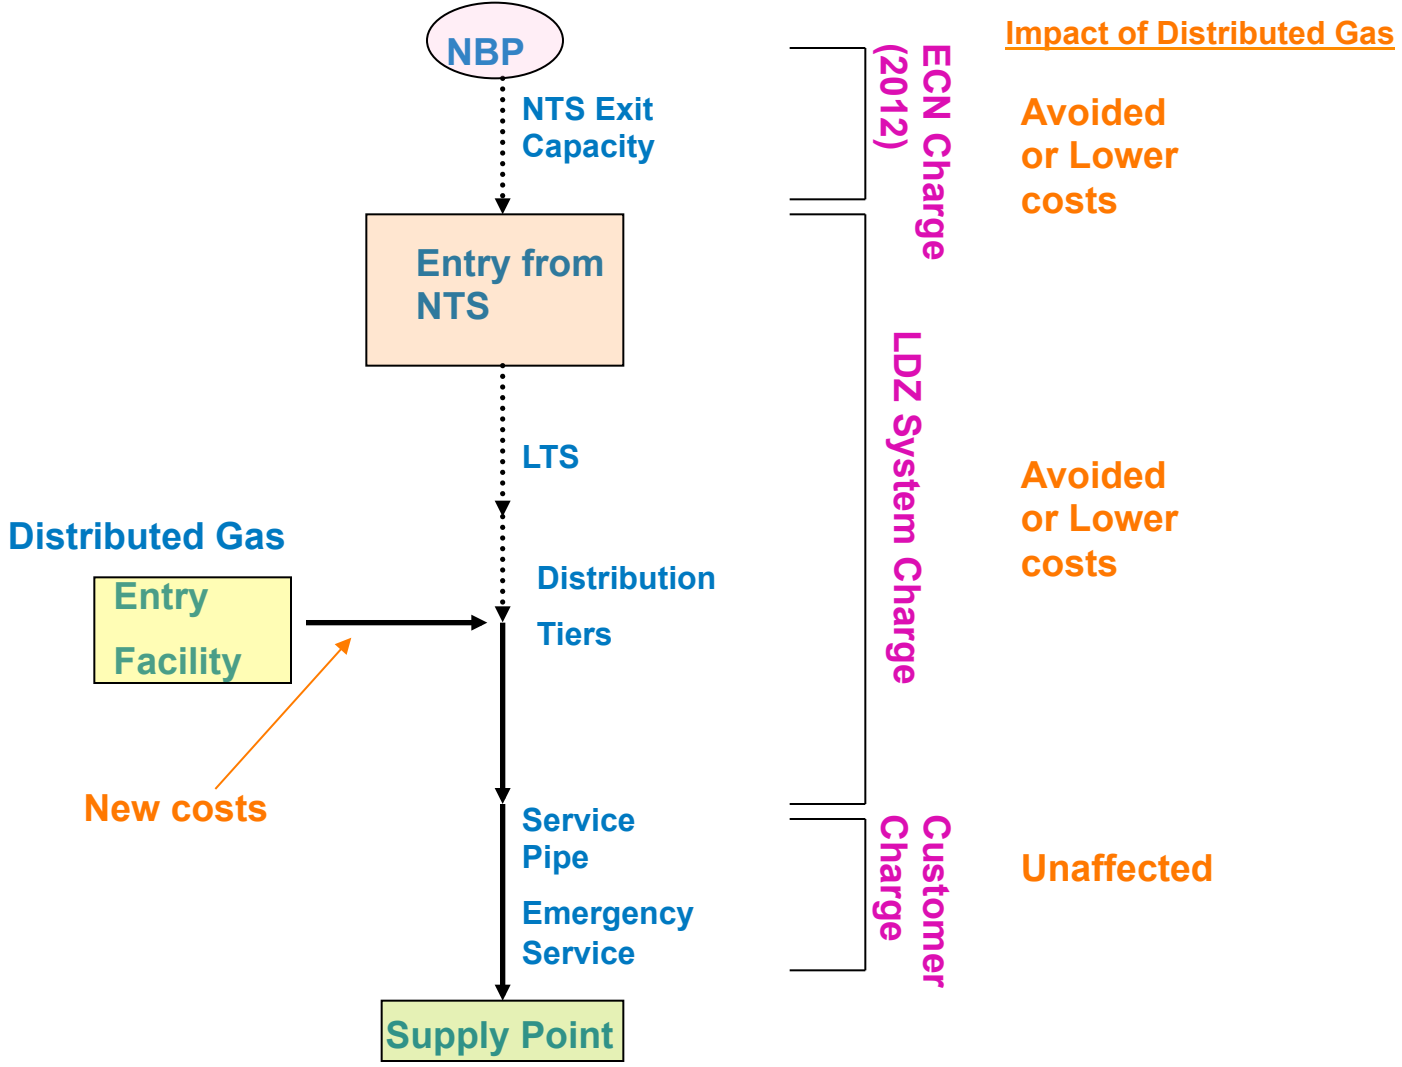 NBP
NTS Exit
Capacity
Entry from
NTS
LTS
Distributed Gas
Entry
Facility
New costs
Distribution
Tiers
Service
Pipe
Emergency
Service
Supply Point
ECN Charge
(2012)
LDZ System Charge
Customer
Charge
Impact of Distributed Gas
Avoided
or Lower
costs
Avoided
or Lower
costs
Unaffected